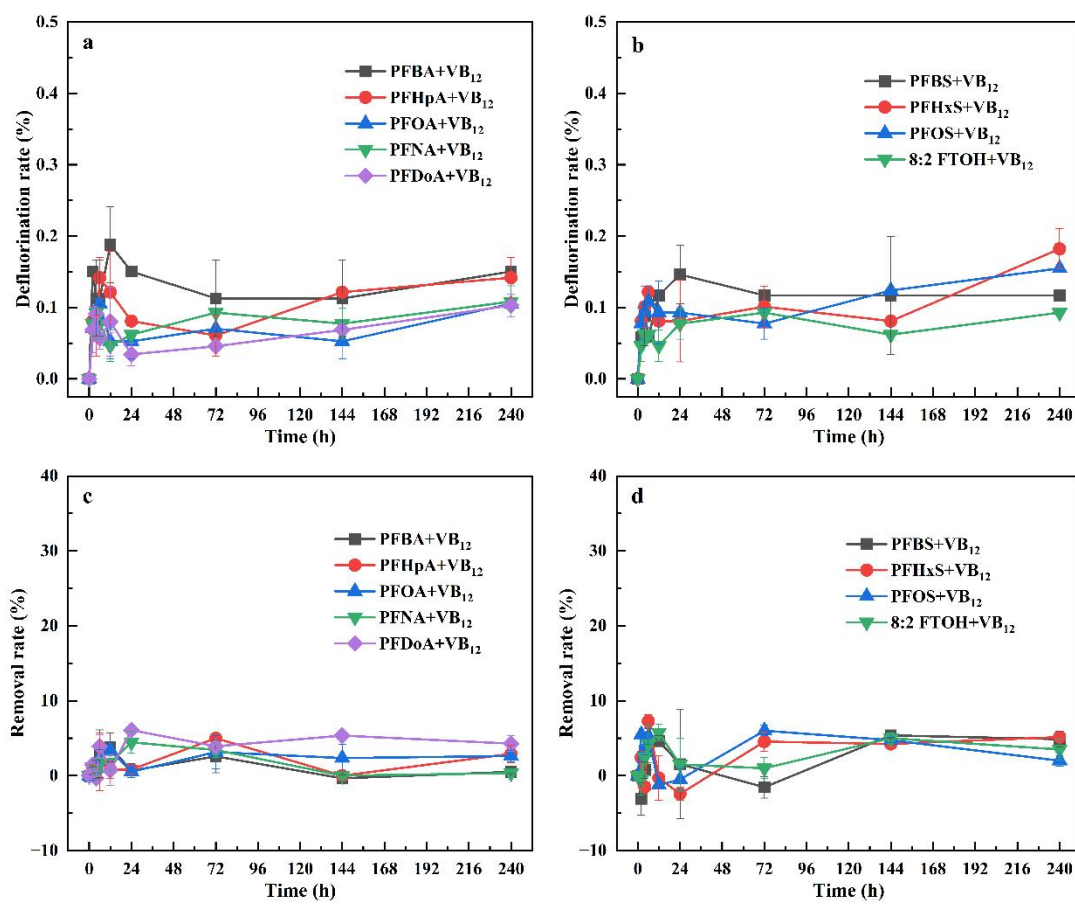 a
PFBA+VB12
PFHpA+VB12
PFOA+VB12
PFNA+VB12
PFDoA+VB12
Defluorination rate (%)
0.5
0.4
0.3
0.2
0.1
0.0
0 24 48 72 96 120 144 168 192 216 240
Time (h)
b
PFBS+VB12
PFHxS+VB12
PFOS+VB12
8:2 FTOH+VB12
Defluorination rate (%)
0.5
0.4
0.3
0.2
0.1
0.0
0 24 48 72 96 120 144 168 192 216 240
Time (h)
c
PFBA+VB12
PFHpA+VB12
PFOA+VB12
PFNA+VB12
PFDoA+VB12
Removal rate (%)
40
30
20
10
0
−10
0 24 48 72 96 120 144 168 192 216 240
Time (h)
d
PFBS+VB12
PFHxS+VB12
PFOS+VB12
8:2 FTOH+VB12
Removal rate (%)
40
30
20
10
0
−10
0 24 48 72 96 120 144 168 192 216 240
Time (h)